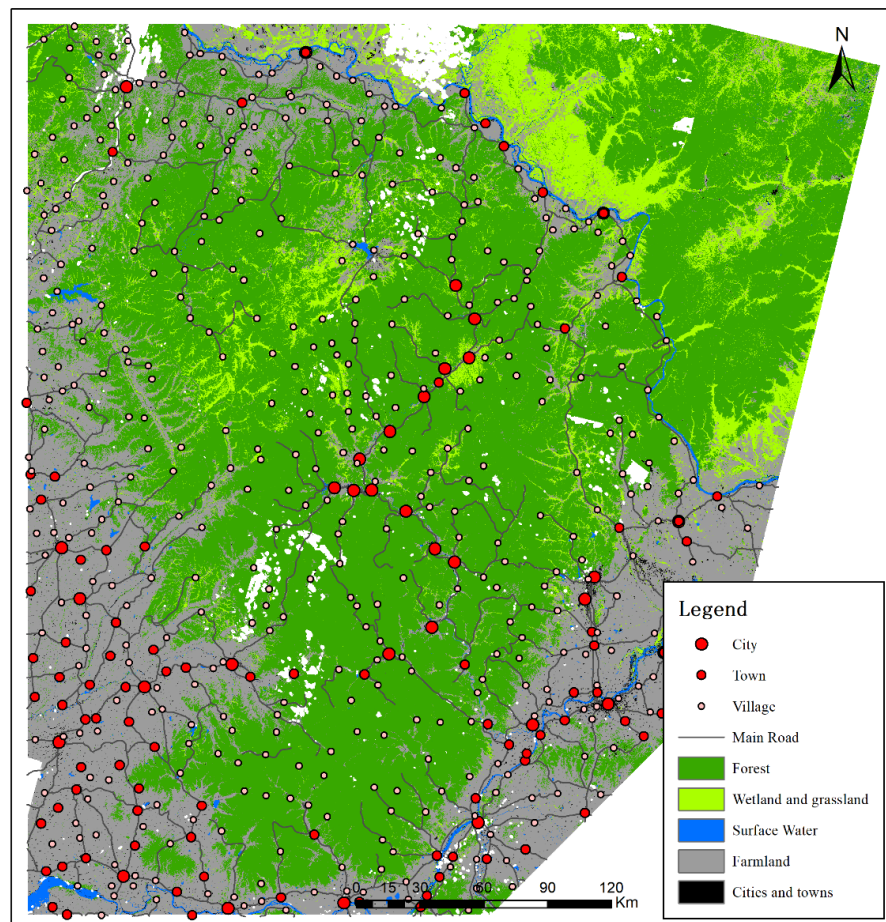 N
Legend
City
Town
Village
Main Road
Forest
Wetland and grassland
Surface Water
Farmland
Cities and towns
0 15 30 60 90 120
Km